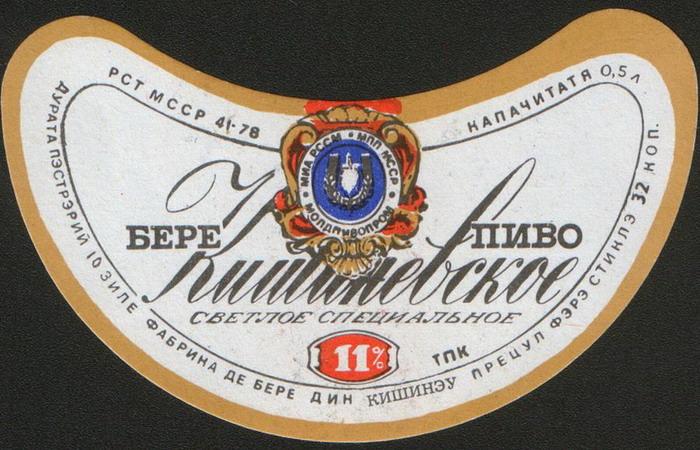 РСТ МССР 41-78
КАПАЧИТАТЯ 0,5 л
МИА РССМ • МПП МССР •
МОЛДПИВОПРОМ
БЕРЕ ПИВО
Кишиневское
СВЕТЛОЕ СПЕЦИАЛЬНОЕ
11%
ТПК
ДУРАТА ПЭСТРЭРИЙ 10 ЗИЛЕ
ФАБРИКА ДЕ БЕРЕ ДИН КИШИНЭУ
ПРЕЦУЛ ФЭРЭ СТИКЛЭ 32 КОП.